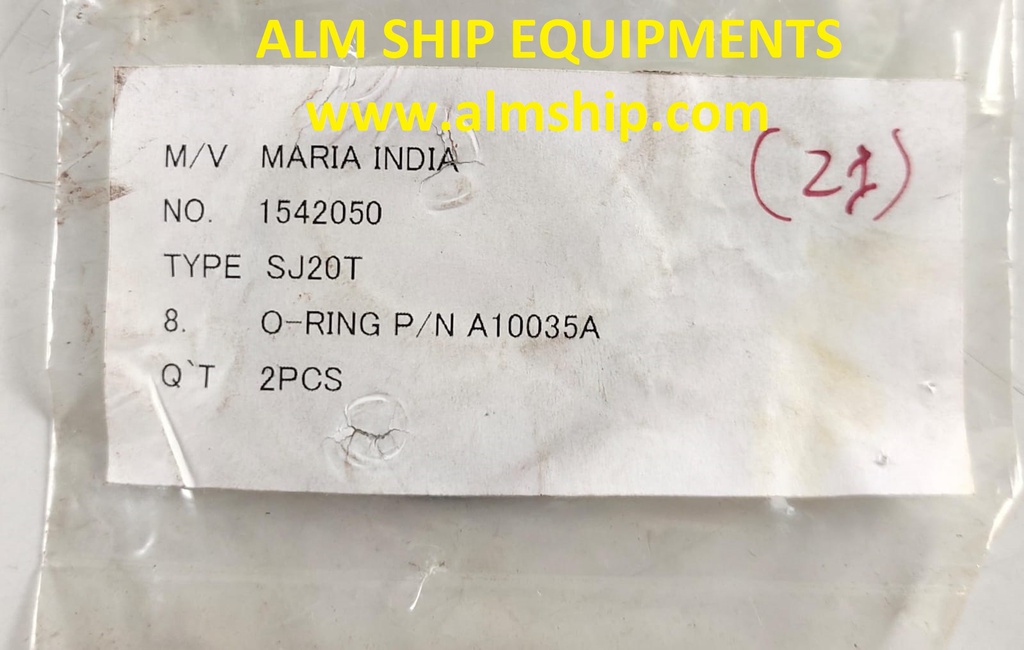 ALM SHIP EQUIPMENTS
www.almship.com
M/V MARIA INDIA
NO. 1542050
TYPE SJ20T
8. O-RING P/N A10035A
Q`T 2PCS